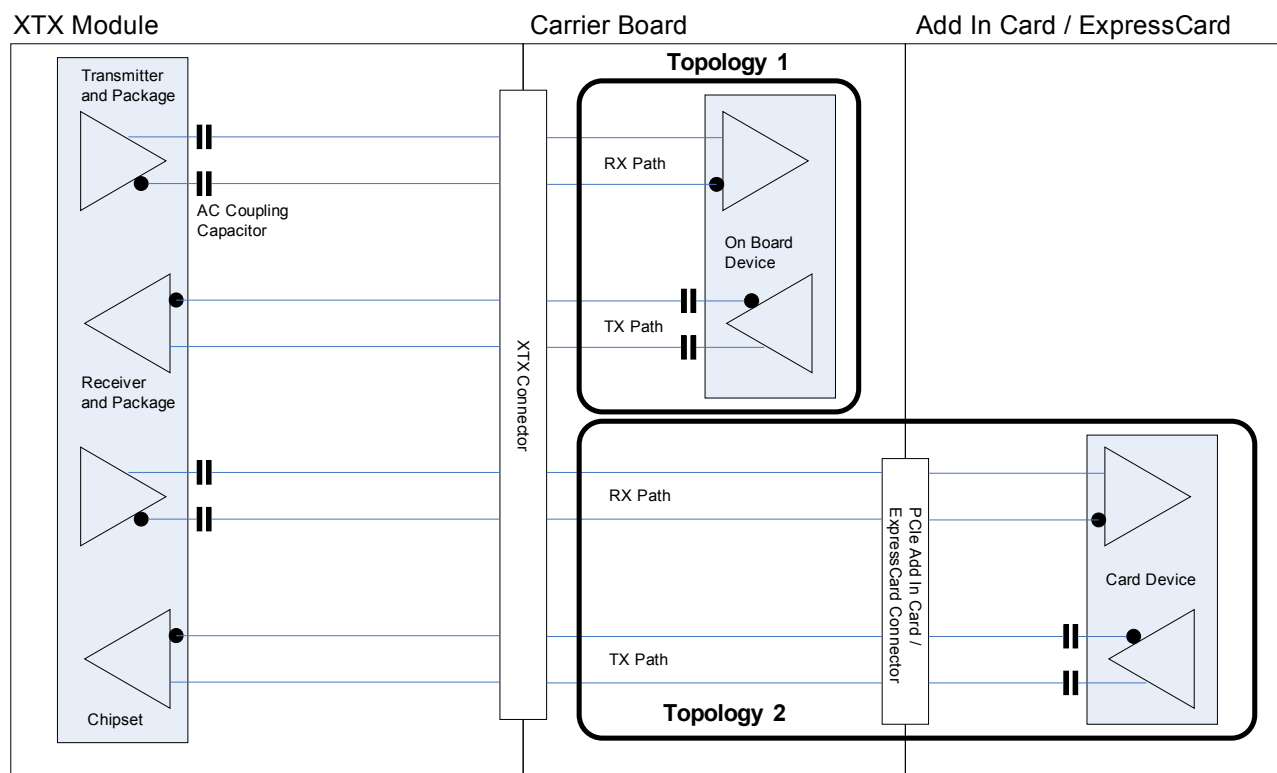 XTX Module
Carrier Board
Add In Card / ExpressCard
Topology 1
Transmitter
and Package
RX Path
AC Coupling
Capacitor
On Board
Device
TX Path
XTX Connector
Receiver
and Package
RX Path
PCIe Add In Card /
ExpressCard Connector
Card Device
TX Path
Chipset
Topology 2